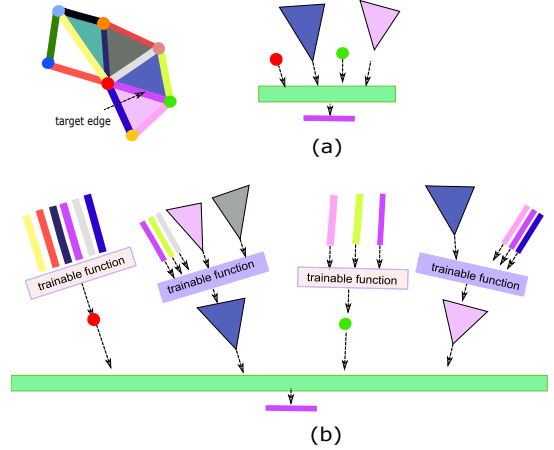 target edge
(a)
trainable function
trainable function
trainable function
trainable function
(b)